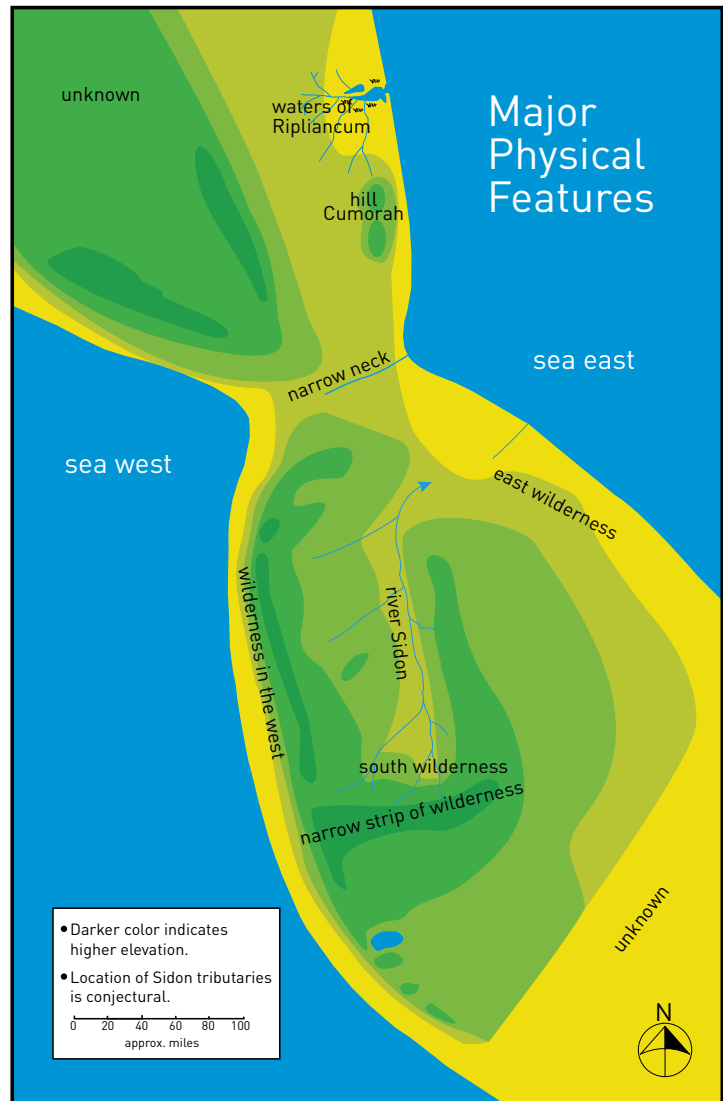 Major
Physical
Features
unknown
waters of
Ripliancum
hill
Cumorah
narrow neck
sea east
sea west
east wilderness
wilderness in the west
river Sidon
south wilderness
narrow strip of wilderness
unknown
• Darker color indicates
higher elevation.
• Location of Sidon tributaries
is conjectural.
0 20 40 60 80 100
approx. miles
N